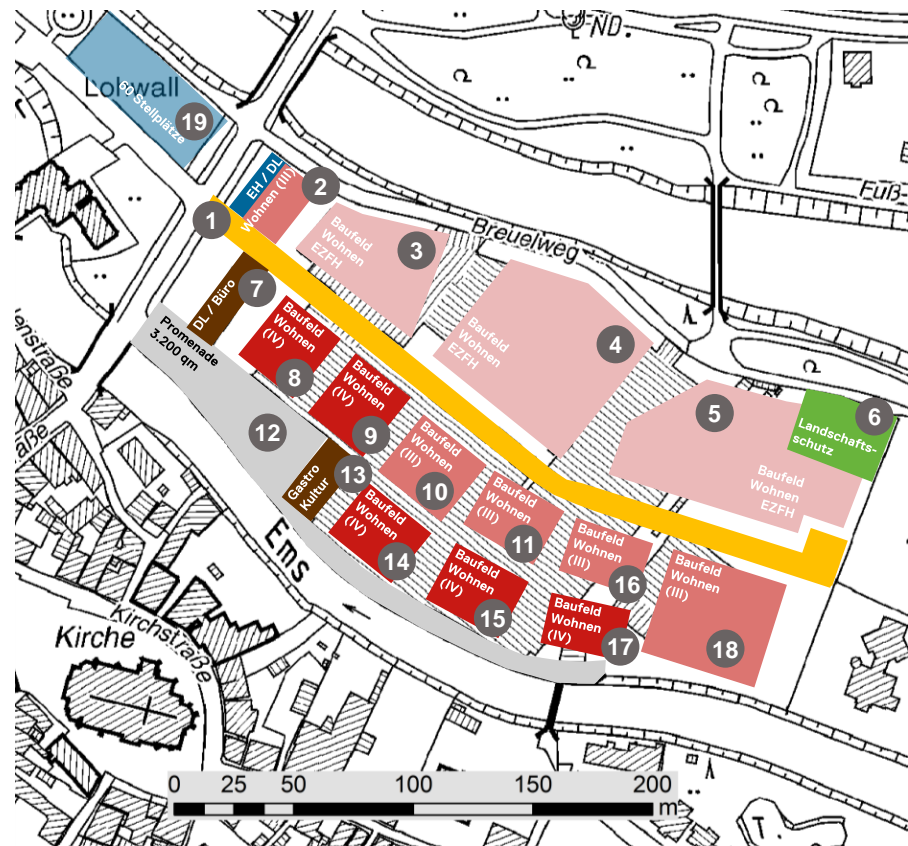 ND.
Lohwall
60 Stellplätze
19
EH / DL
Wohnen (III)
2
1
Fuß-
Breuelweg
Baufeld
Wohnen
EZFH
3
7
DL / Büro
Promenade
3.200 qm
Baufeld
Wohnen
(IV)
8
Baufeld
Wohnen
EZFH
4
Baufeld
Wohnen
(IV)
9
5
Baufeld
Wohnen
EZFH
6
Landschafts-
schutz
12
Gastro
Kultur
13
Baufeld
Wohnen
(III)
10
Baufeld
Wohnen
(III)
11
Baufeld
Wohnen
(IV)
14
Baufeld
Wohnen
(IV)
15
Baufeld
Wohnen
(III)
16
Baufeld
Wohnen
(IV)
17
Baufeld
Wohnen
(III)
18
Ems
enstraße
aße
Kirchstraße
Kirche
0 25 50 100 150 200
m
T.